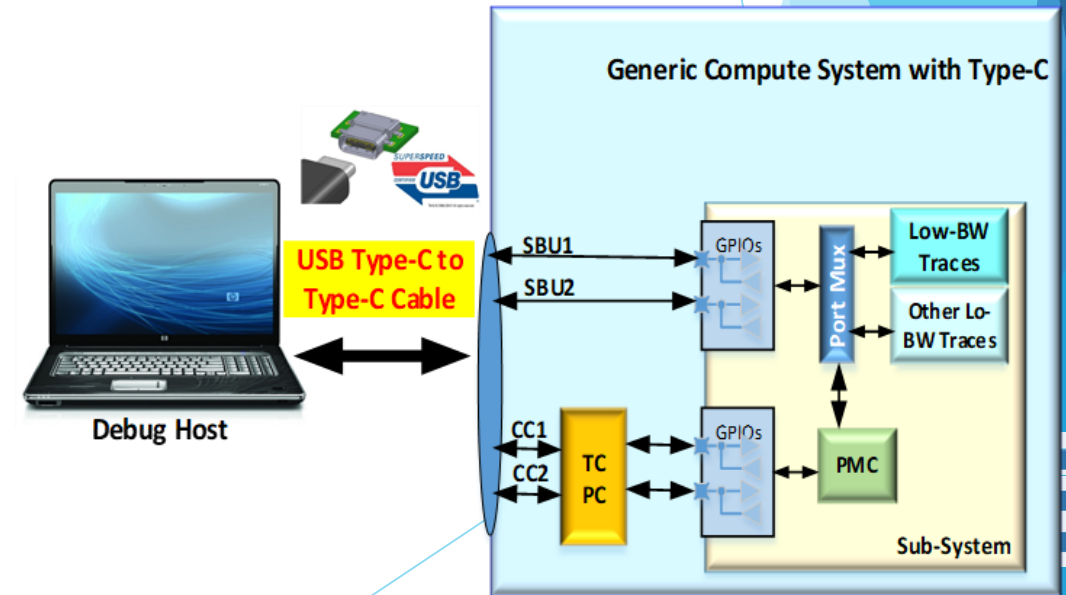 Generic Compute System with Type-C
SUPERSPEED
CERTIFIED
USB
USB Type-C to
Type-C Cable
Debug Host
SBU1
SBU2
CC1
CC2
TC
PC
GPIOs
GPIOs
Port Mux
Low-BW
Traces
Other Lo-
BW Traces
PMC
Sub-System